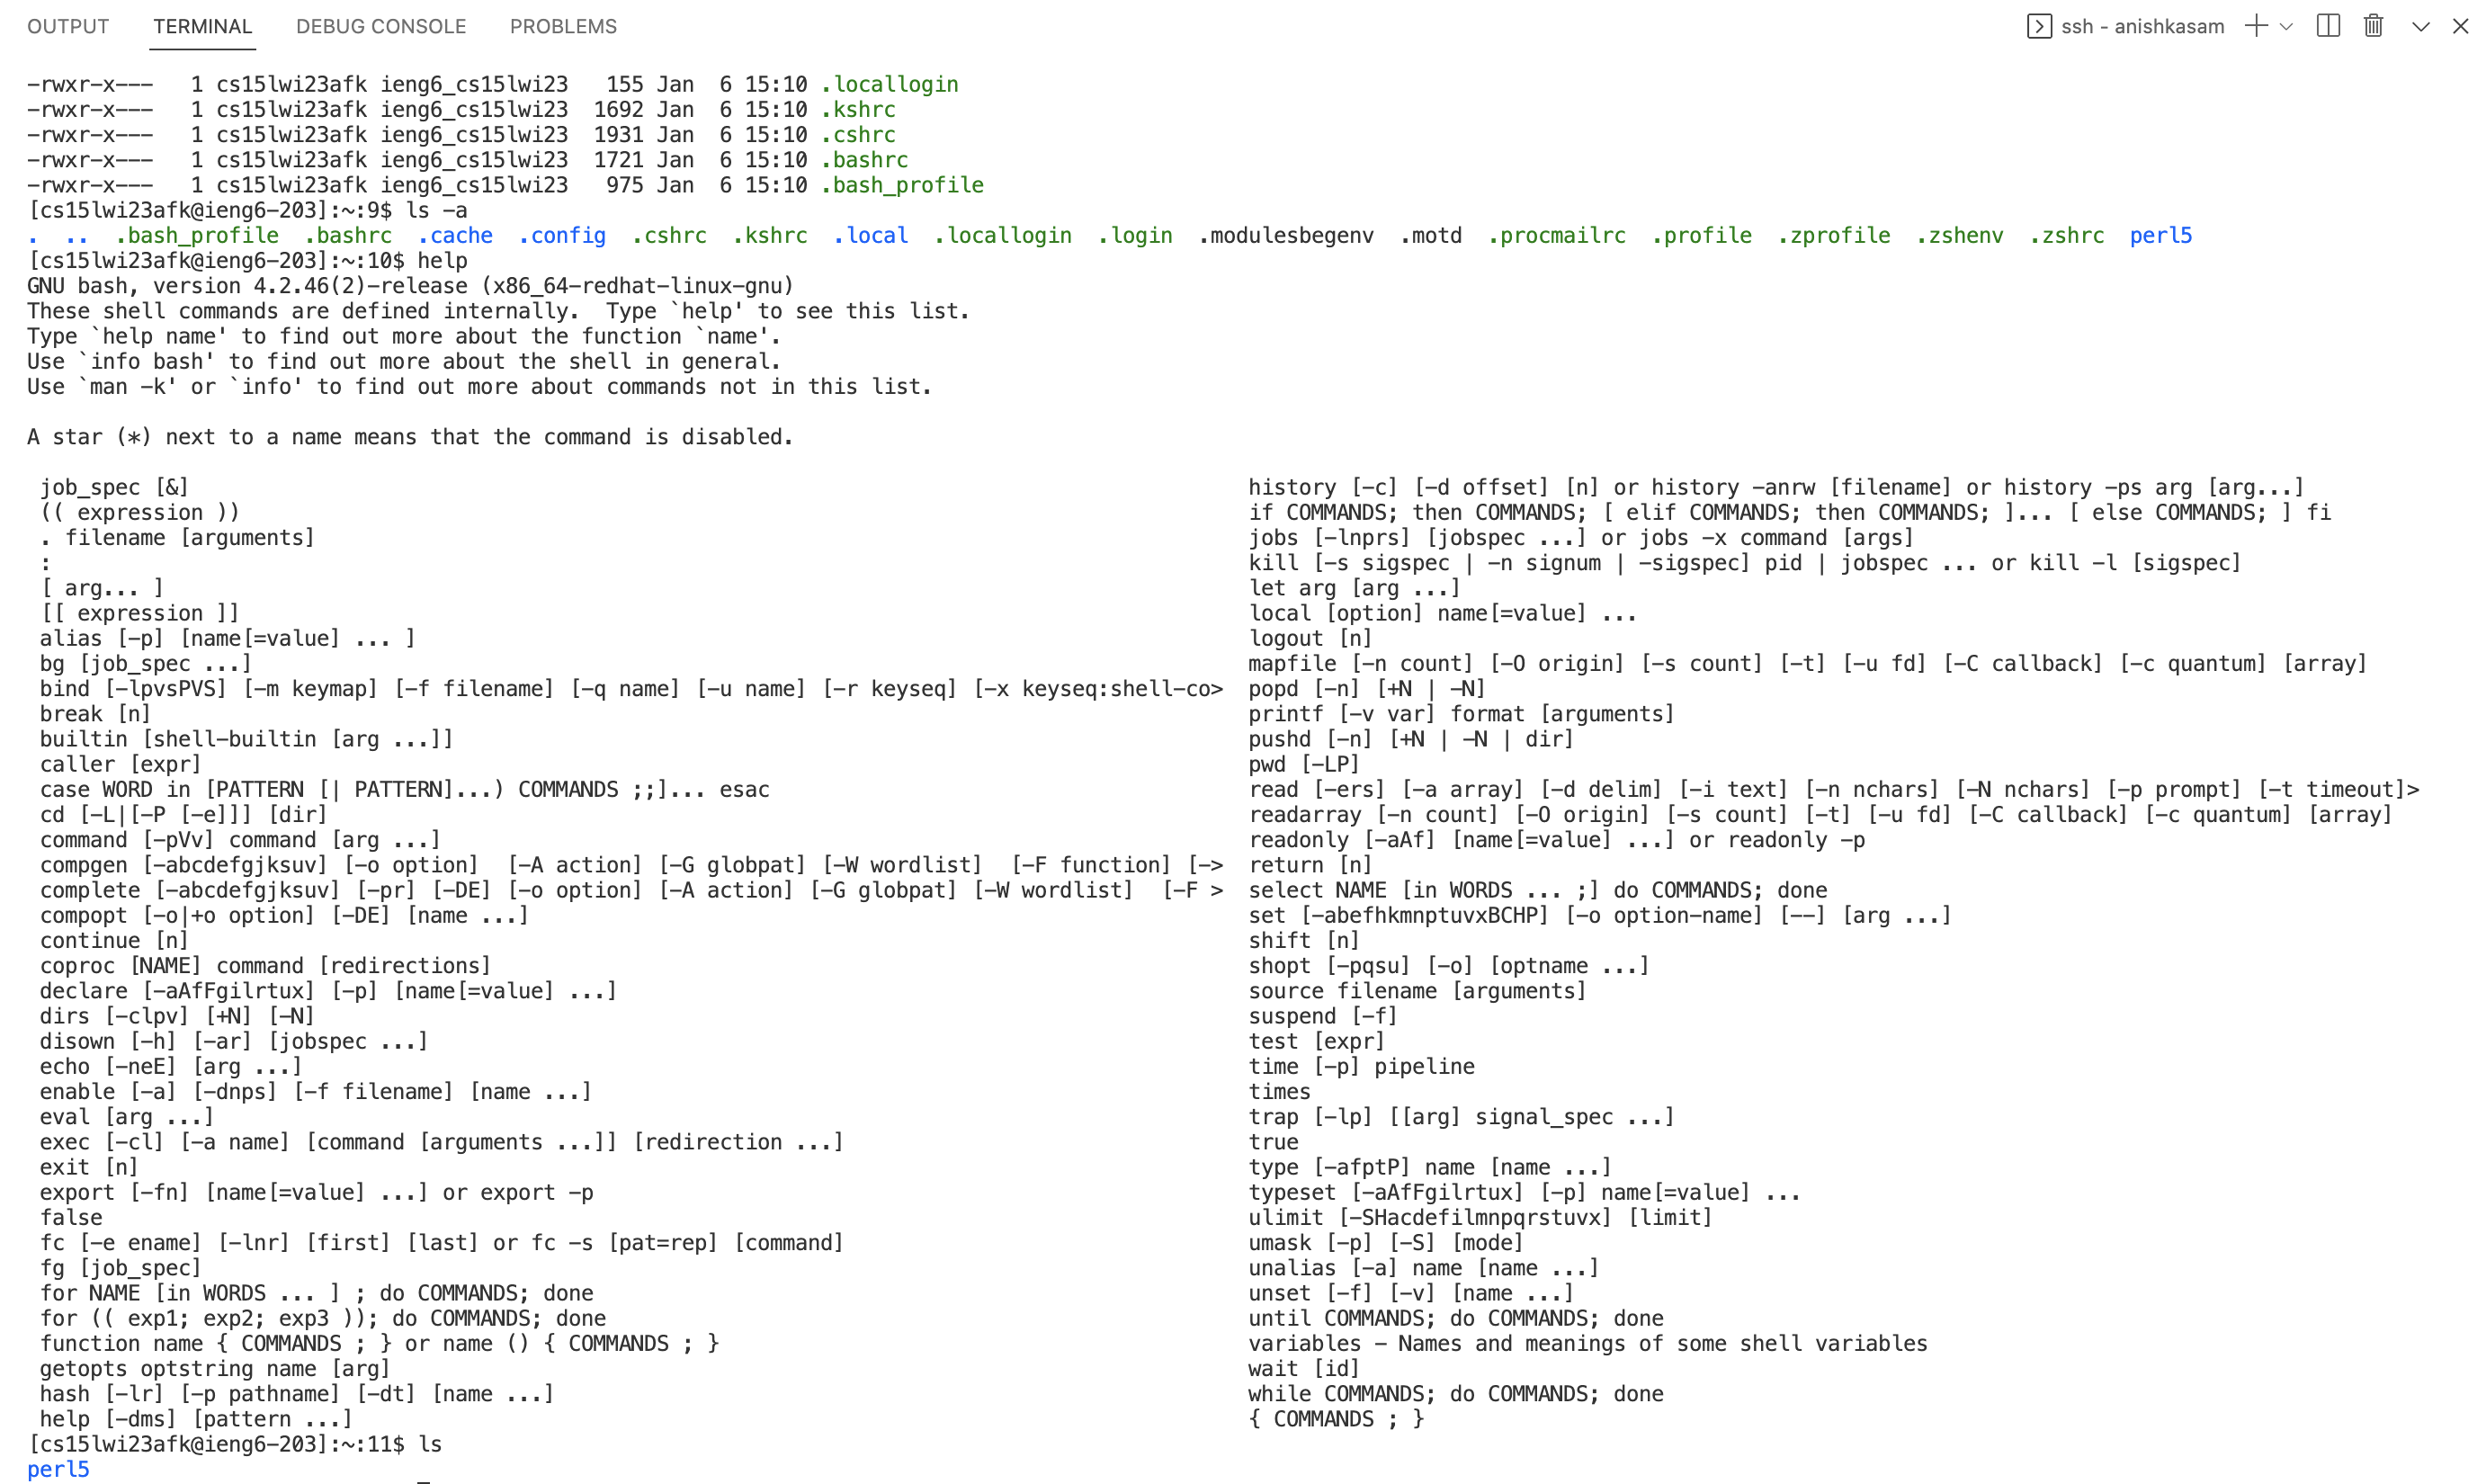 OUTPUT TERMINAL DEBUG CONSOLE PROBLEMS ssh - anishkasam
-rwxr-x---   1 cs15lwi23afk ieng6_cs15lwi23   155 Jan  6 15:10 .locallogin
-rwxr-x---   1 cs15lwi23afk ieng6_cs15lwi23  1692 Jan  6 15:10 .kshrc
-rwxr-x---   1 cs15lwi23afk ieng6_cs15lwi23  1931 Jan  6 15:10 .cshrc
-rwxr-x---   1 cs15lwi23afk ieng6_cs15lwi23  1721 Jan  6 15:10 .bashrc
-rwxr-x---   1 cs15lwi23afk ieng6_cs15lwi23   975 Jan  6 15:10 .bash_profile
[cs15lwi23afk@ieng6-203]:~:9$ ls -a
.  ..  .bash_profile  .bashrc  .cache  .config  .cshrc  .kshrc  .local  .locallogin  .login  .modulesbegenv  .motd  .procmailrc  .profile  .zprofile  .zshenv  .zshrc  perl5
[cs15lwi23afk@ieng6-203]:~:10$ help
GNU bash, version 4.2.46(2)-release (x86_64-redhat-linux-gnu)
These shell commands are defined internally.  Type `help' to see this list.
Type `help name' to find out more about the function `name'.
Use `info bash' to find out more about the shell in general.
Use `man -k' or `info' to find out more about commands not in this list.
A star (*) next to a name means that the command is disabled.
job_spec [&]
(( expression ))
. filename [arguments]
:
[ arg... ]
[[ expression ]]
alias [-p] [name[=value] ... ]
bg [job_spec ...]
bind [-lpvsPVS] [-m keymap] [-f filename] [-q name] [-u name] [-r keyseq] [-x keyseq:shell-co>
break [n]
builtin [shell-builtin [arg ...]]
caller [expr]
case WORD in [PATTERN [| PATTERN]...) COMMANDS ;;]... esac
cd [-L|[-P [-e]]] [dir]
command [-pVv] command [arg ...]
compgen [-abcdefgjksuv] [-o option]  [-A action] [-G globpat] [-W wordlist]  [-F function] [->
complete [-abcdefgjksuv] [-pr] [-DE] [-o option] [-A action] [-G globpat] [-W wordlist]  [-F >
compopt [-o|+o option] [-DE] [name ...]
continue [n]
coproc [NAME] command [redirections]
declare [-aAfFgilrtux] [-p] [name[=value] ...]
dirs [-clpv] [+N] [-N]
disown [-h] [-ar] [jobspec ...]
echo [-neE] [arg ...]
enable [-a] [-dnps] [-f filename] [name ...]
eval [arg ...]
exec [-cl] [-a name] [command [arguments ...]] [redirection ...]
exit [n]
export [-fn] [name[=value] ...] or export -p
false
fc [-e ename] [-lnr] [first] [last] or fc -s [pat=rep] [command]
fg [job_spec]
for NAME [in WORDS ... ] ; do COMMANDS; done
for (( exp1; exp2; exp3 )); do COMMANDS; done
function name { COMMANDS ; } or name () { COMMANDS ; }
getopts optstring name [arg]
hash [-lr] [-p pathname] [-dt] [name ...]
help [-dms] [pattern ...]
history [-c] [-d offset] [n] or history -anrw [filename] or history -ps arg [arg...]
if COMMANDS; then COMMANDS; [ elif COMMANDS; then COMMANDS; ]... [ else COMMANDS; ] fi
jobs [-lnprs] [jobspec ...] or jobs -x command [args]
kill [-s sigspec | -n signum | -sigspec] pid | jobspec ... or kill -l [sigspec]
let arg [arg ...]
local [option] name[=value] ...
logout [n]
mapfile [-n count] [-O origin] [-s count] [-t] [-u fd] [-C callback] [-c quantum] [array]
popd [-n] [+N | -N]
printf [-v var] format [arguments]
pushd [-n] [+N | -N | dir]
pwd [-LP]
read [-ers] [-a array] [-d delim] [-i text] [-n nchars] [-N nchars] [-p prompt] [-t timeout]>
readarray [-n count] [-O origin] [-s count] [-t] [-u fd] [-C callback] [-c quantum] [array]
readonly [-aAf] [name[=value] ...] or readonly -p
return [n]
select NAME [in WORDS ... ;] do COMMANDS; done
set [-abefhkmnptuvxBCHP] [-o option-name] [--] [arg ...]
shift [n]
shopt [-pqsu] [-o] [optname ...]
source filename [arguments]
suspend [-f]
test [expr]
time [-p] pipeline
times
trap [-lp] [[arg] signal_spec ...]
true
type [-afptP] name [name ...]
typeset [-aAfFgilrtux] [-p] name[=value] ...
ulimit [-SHacdefilmnpqrstuvx] [limit]
umask [-p] [-S] [mode]
unalias [-a] name [name ...]
unset [-f] [-v] [name ...]
until COMMANDS; do COMMANDS; done
variables - Names and meanings of some shell variables
wait [id]
while COMMANDS; do COMMANDS; done
{ COMMANDS ; }
[cs15lwi23afk@ieng6-203]:~:11$ ls
perl5